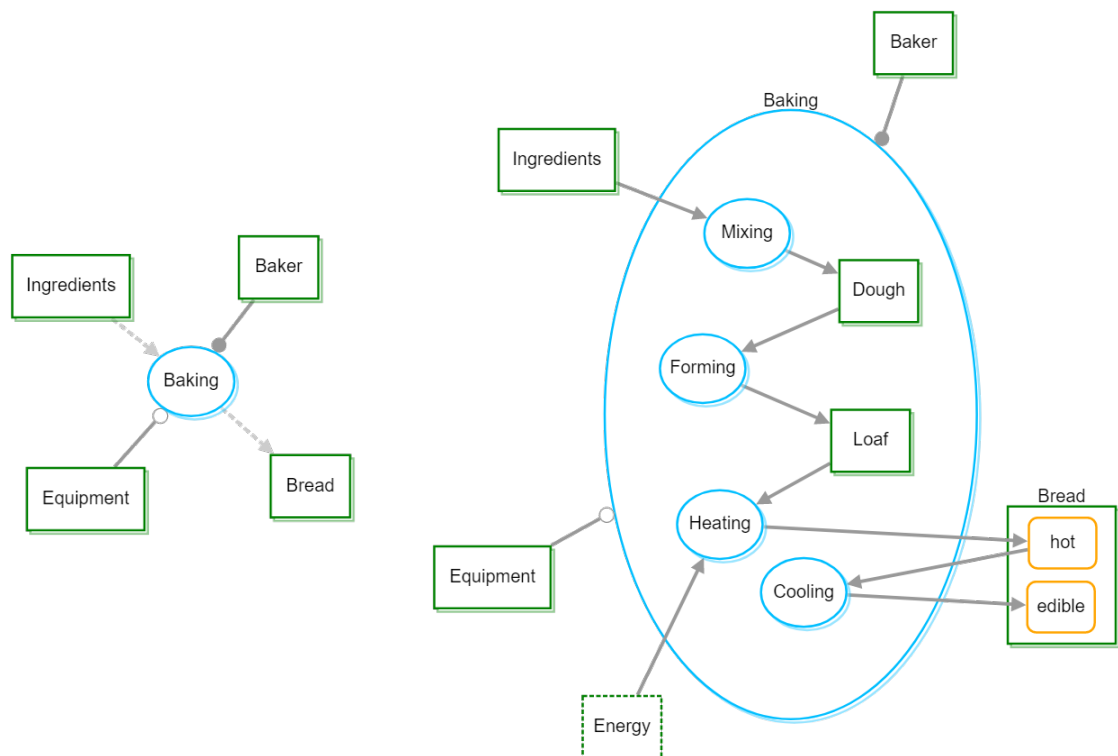 Ingredients
Baker
Baking
Equipment
Bread
Baker
Baking
Ingredients
Mixing
Dough
Forming
Loaf
Heating
Bread
hot
Equipment
Cooling
edible
Energy